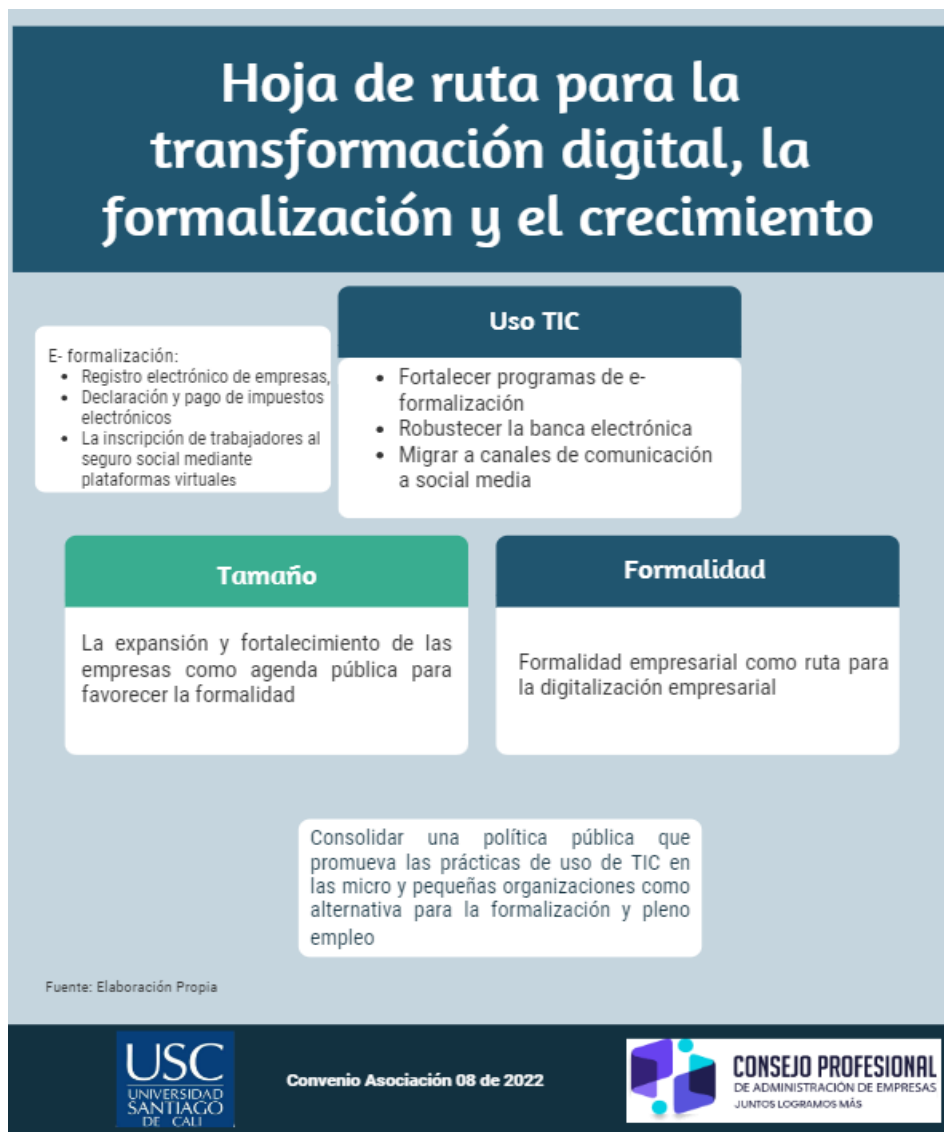 Hoja de ruta para la
transformación digital, la
formalización y el crecimiento
E- formalización:
• Registro electrónico de empresas,
• Declaración y pago de impuestos
electrónicos
• La inscripción de trabajadores al
seguro social mediante
plataformas virtuales
Uso TIC
• Fortalecer programas de e-
formalización
• Robustecer la banca electrónica
• Migrar a canales de comunicación
a social media
Tamaño
La expansión y fortalecimiento de las
empresas como agenda pública para
favorecer la formalidad
Formalidad
Formalidad empresarial como ruta para
la digitalización empresarial
Consolidar una política pública que
promueva las prácticas de uso de TIC en
las micro y pequeñas organizaciones como
alternativa para la formalización y pleno
empleo
Fuente: Elaboración Propia
USC
UNIVERSIDAD
SANTIAGO
DE CALI
Convenio Asociación 08 de 2022
CONSEJO PROFESIONAL
DE ADMINISTRACIÓN DE EMPRESAS
JUNTOS LOGRAMOS MÁS